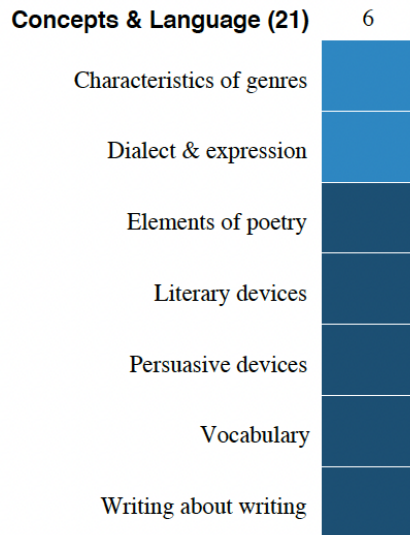 Concepts & Language (21) 6
Characteristics of genres
Dialect & expression
Elements of poetry
Literary devices
Persuasive devices
Vocabulary
Writing about writing